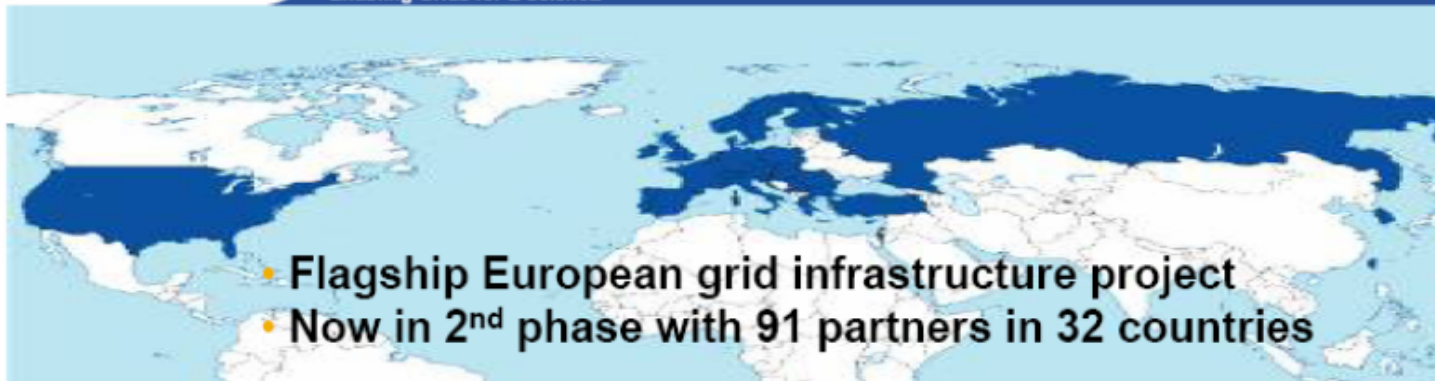 • Flagship European grid infrastructure project
• Now in 2nd phase with 91 partners in 32 countries